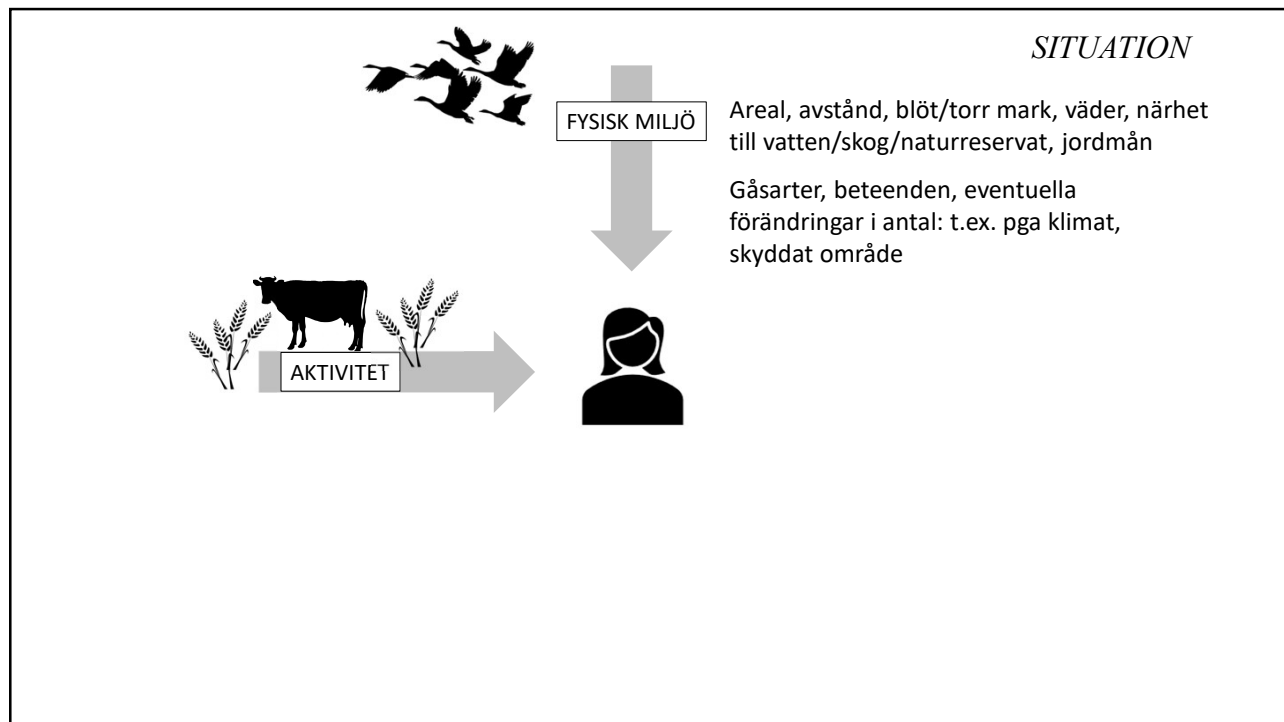 SITUATION
FYSISK MILJÖ
Areal, avstånd, blöt/torr mark, väder, närhet
till vatten/skog/naturreservat, jordmån
Gåsarter, beteenden, eventuella
förändringar i antal: t.ex. pga klimat,
skyddat område
AKTIVITET